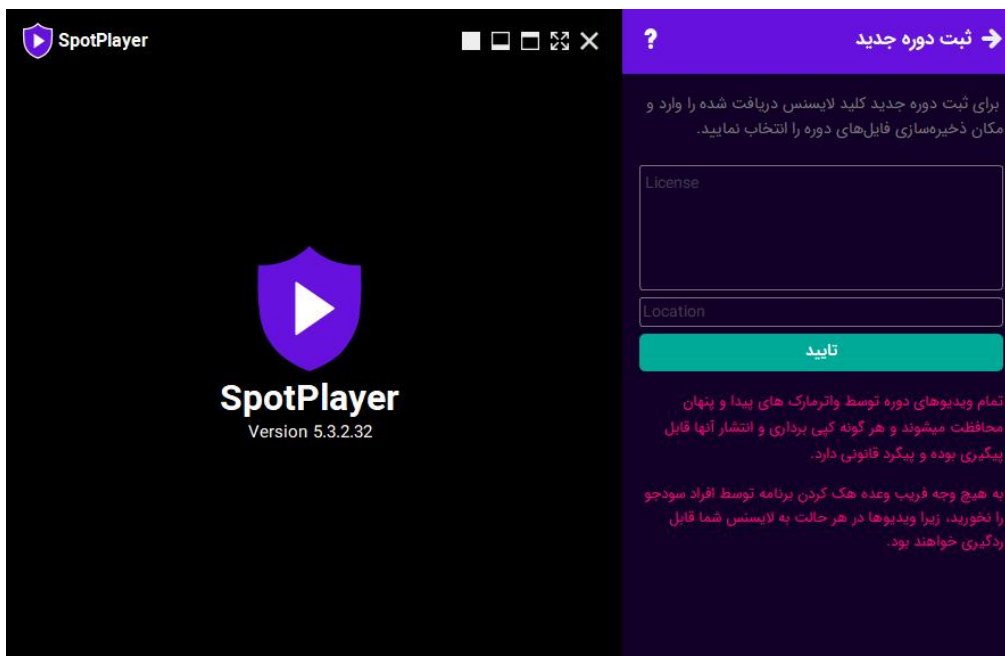 SpotPlayer
ثبت دوره جدید
?
برای ثبت دوره جدید کلید لایسنس دریافت شده را وارد و
مکان ذخیره‌سازی فایل‌های دوره را انتخاب نمایید.
License
Location
تایید
تمام ویدیوهای دوره توسط واترمارک های پیدا و پنهان
محافظت میشوند و هر گونه کپی برداری و انتشار آنها قابل
پیگیری بوده و پیگرد قانونی دارد.
به هیچ وجه فریب وعده هک کردن برنامه توسط افراد سودجو
را نخورید، زیرا ویدیوها در هر حالت به لایسنس شما قابل
ردگیری خواهند بود.
SpotPlayer
Version 5.3.2.32